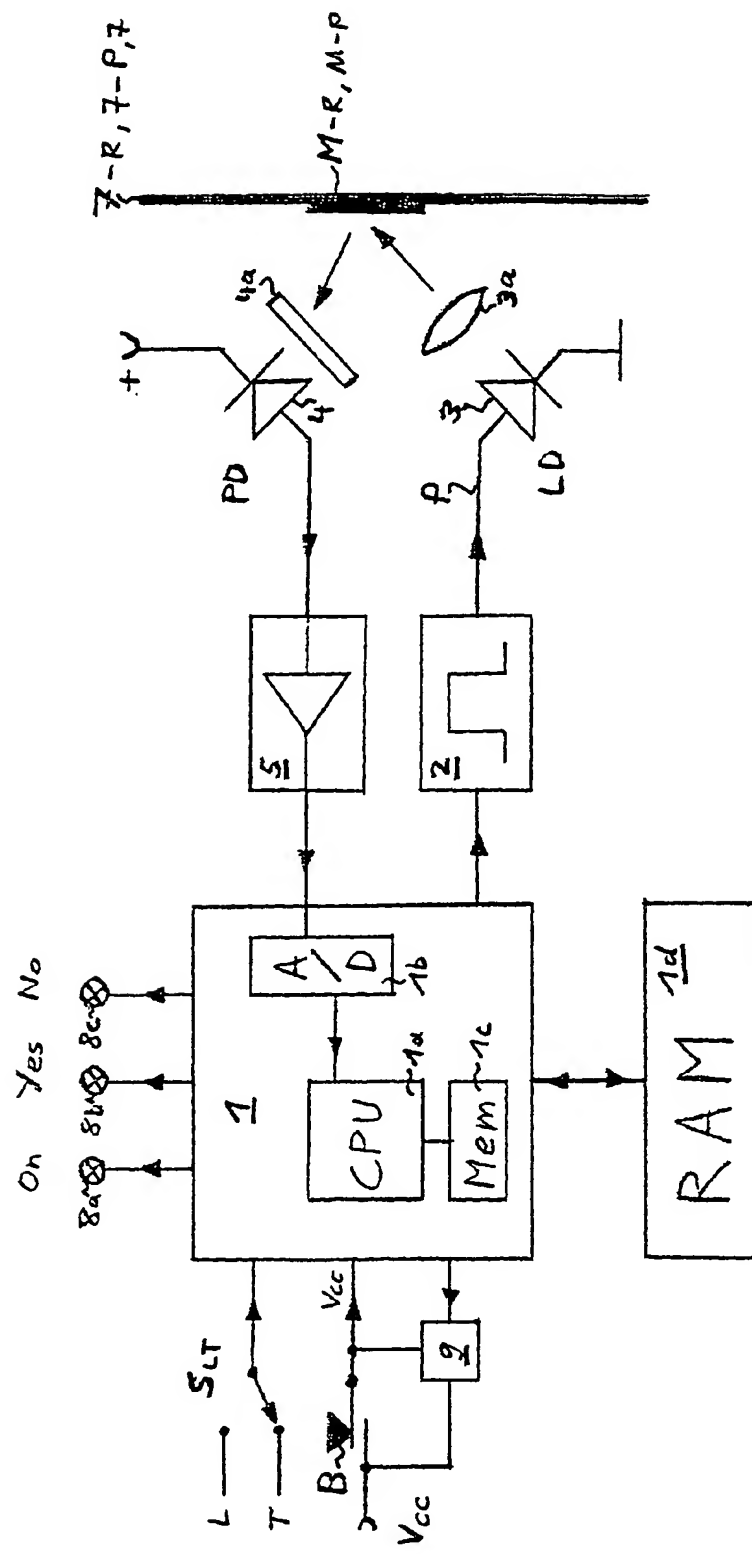 On Yes No
8a 8b 8c
7-R, 7-P, 7
M-R, M-P
L
T
SLT
B
Vcc
Vcc
9
1
A/D
1b
CPU
1a
Mem
1c
RAM
1d
5
2
PD
4
4a
+
P
LD
3
3a